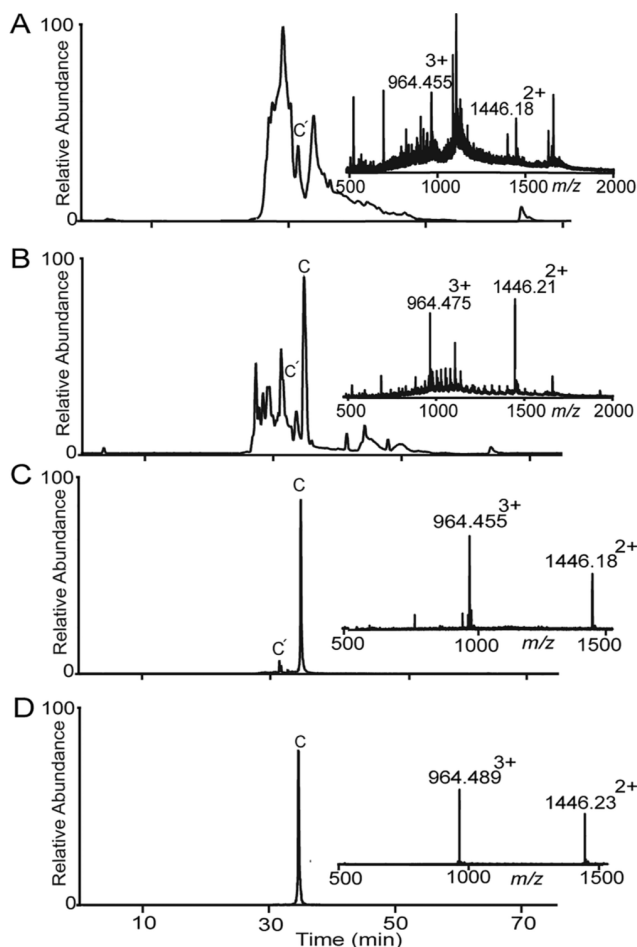 A
Relative Abundance
100
0
C´
3+
964.455
2+
1446.18
500
1000
1500
m/z
2000
B
Relative Abundance
100
0
C´
C
3+
964.475
2+
1446.21
500
1000
1500
m/z
2000
C
Relative Abundance
100
0
C´
C
3+
964.455
2+
1446.18
500
1000
m/z
1500
D
Relative Abundance
100
0
C
3+
964.489
2+
1446.23
500
1000
m/z
1500
10
30
50
70
Time (min)